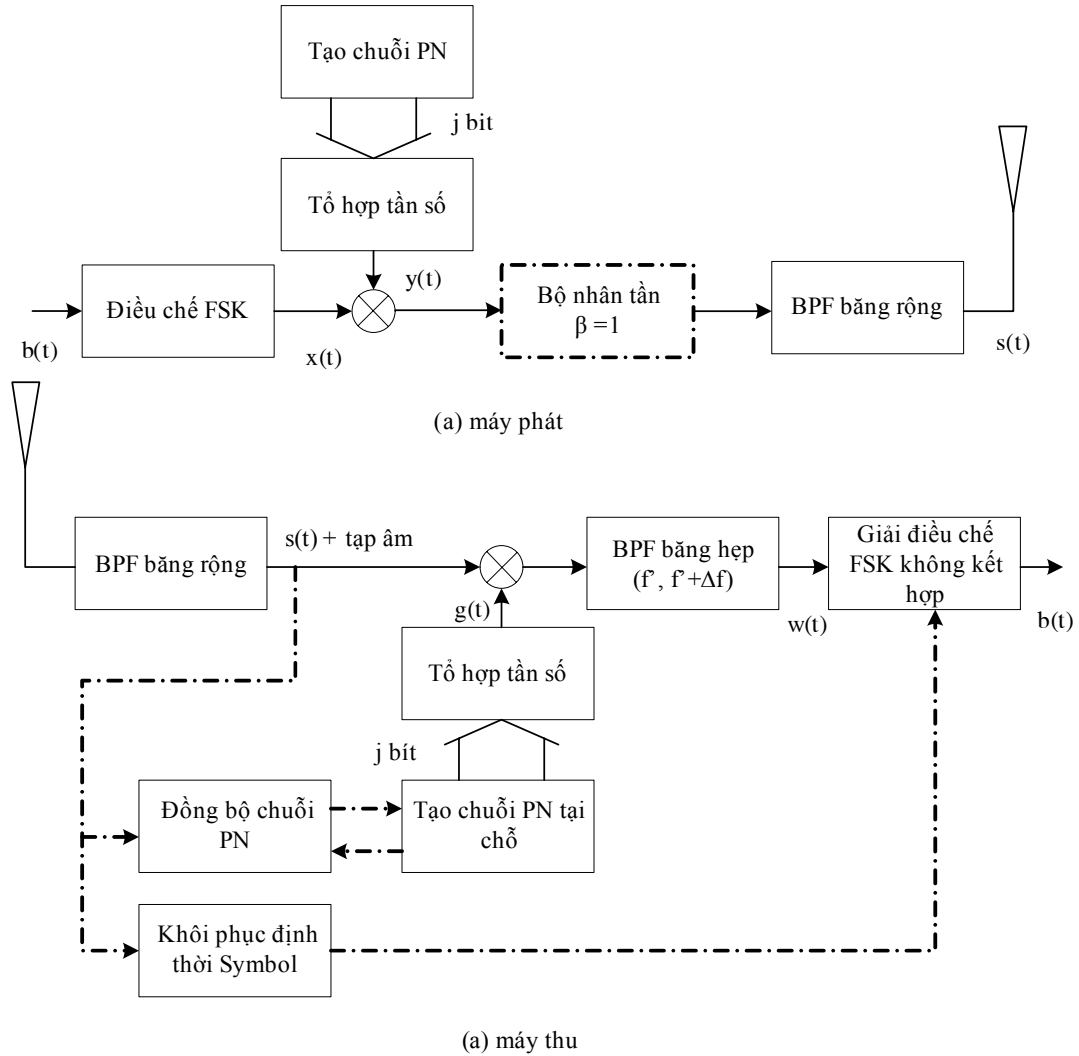 Tạo chuỗi PN
j bit
Tổ hợp tần số
y(t)
Điều chế FSK
Bộ nhân tần
β =1
BPF băng rộng
b(t)
x(t)
s(t)
(a) máy phát
BPF băng rộng
s(t) + tạp âm
BPF băng hẹp
(f’, f’+Δf)
Giải điều chế
FSK không kết
hợp
g(t)
w(t)
b(t)
Tổ hợp tần số
j bít
Đồng bộ chuỗi
PN
Tạo chuỗi PN tại
chỗ
Khôi phục định
thời Symbol
(a) máy thu